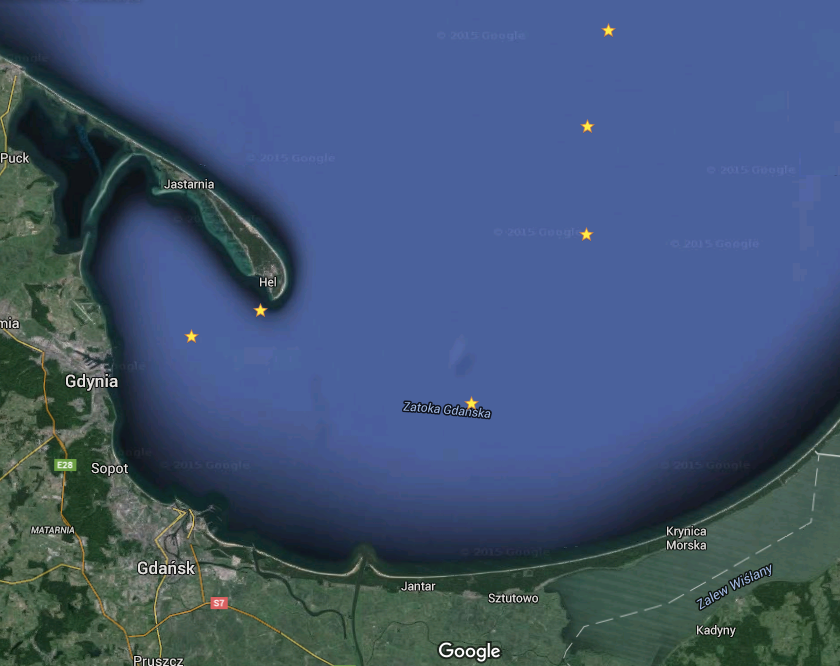 © 2015 Google
Puck
© 2015 Google
© 2015 Google
Jastarnia
© 2015 Google
© 2015 Google
Hel
mia
Gdynia
Zatoka Gdańska
Sopot
© 2015 Google
© 2015 Google
E28
MATARNIA
Krynica
Morska
© 2015 Google
Gdańsk
Jantar
Zalew Wiślany
Sztutowo
S7
Kadyny
Google
Pruszcz